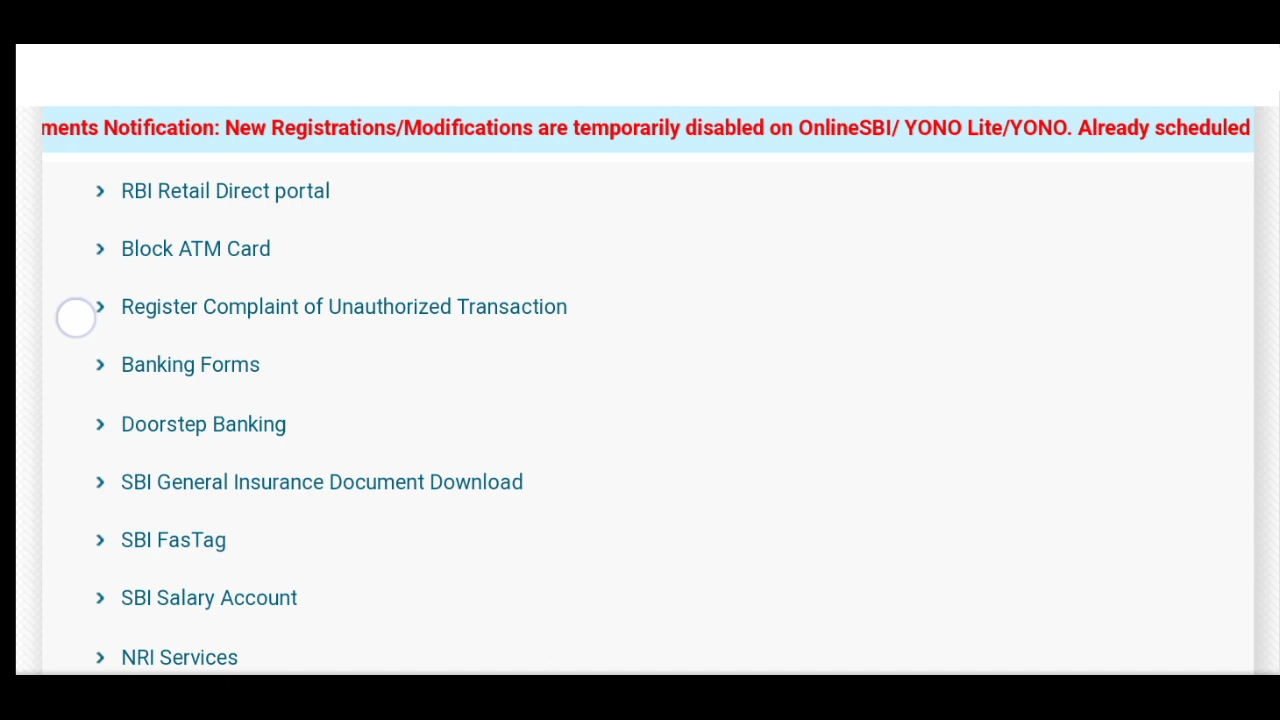 ments Notification: New Registrations/Modifications are temporarily disabled on OnlineSBI/ YONO Lite/YONO. Already scheduled
RBI Retail Direct portal
Block ATM Card
Register Complaint of Unauthorized Transaction
Banking Forms
Doorstep Banking
SBI General Insurance Document Download
SBI FasTag
SBI Salary Account
NRI Services